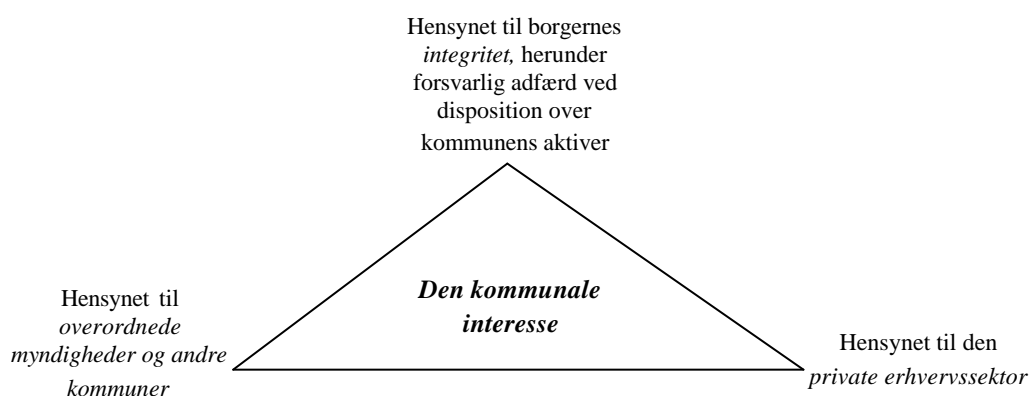 Hensynet til borgernes
integritet, herunder
forsvarlig adfærd ved
disposition over
kommunens aktiver
Den kommunale
interesse
Hensynet til
overordnede
myndigheder og andre
kommuner
Hensynet til den
private erhvervssektor